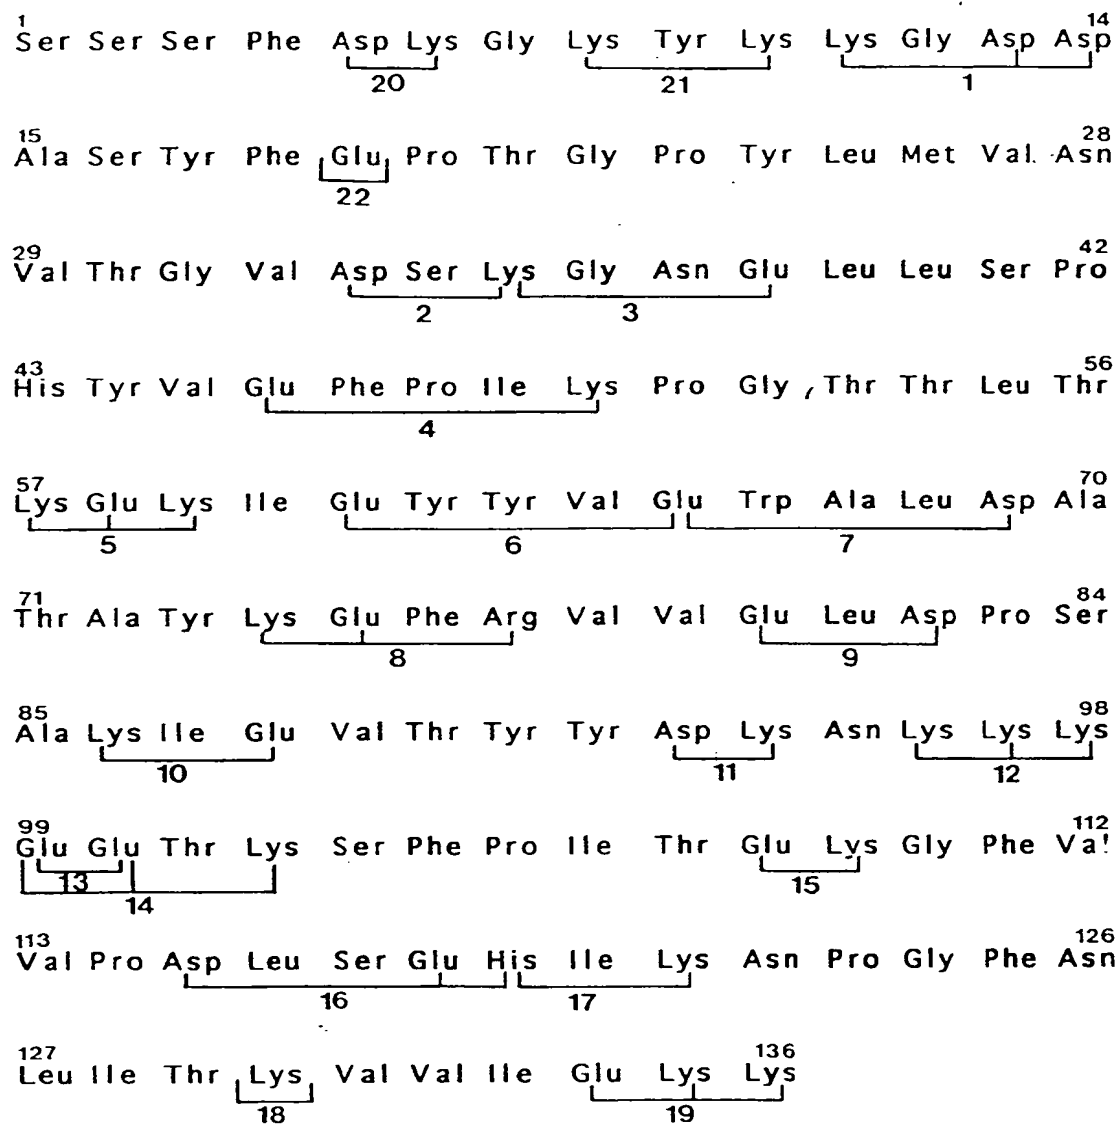 1 14
Ser Ser Ser Phe Asp Lys Gly Lys Tyr Lys Lys Gly Asp Asp
20 21 1
15 28
Ala Ser Tyr Phe Glu Pro Thr Gly Pro Tyr Leu Met Val Asn
22
29 42
Val Thr Gly Val Asp Ser Lys Gly Asn Glu Leu Leu Ser Pro
2 3
43 56
His Tyr Val Glu Phe Pro Ile Lys Pro Gly Thr Thr Leu Thr
4
57 70
Lys Glu Lys Ile Glu Tyr Tyr Val Glu Trp Ala Leu Asp Ala
5 6 7
71 84
Thr Ala Tyr Lys Glu Phe Arg Val Val Glu Leu Asp Pro Ser
8 9
85 98
Ala Lys Ile Glu Val Thr Tyr Tyr Asp Lys Asn Lys Lys Lys
10 11 12
99 112
Glu Glu Thr Lys Ser Phe Pro Ile Thr Glu Lys Gly Phe Val
13 15
14
113 126
Val Pro Asp Leu Ser Glu His Ile Lys Asn Pro Gly Phe Asn
16 17
127 136
Leu Ile Thr Lys Val Val Ile Glu Lys Lys
18 19